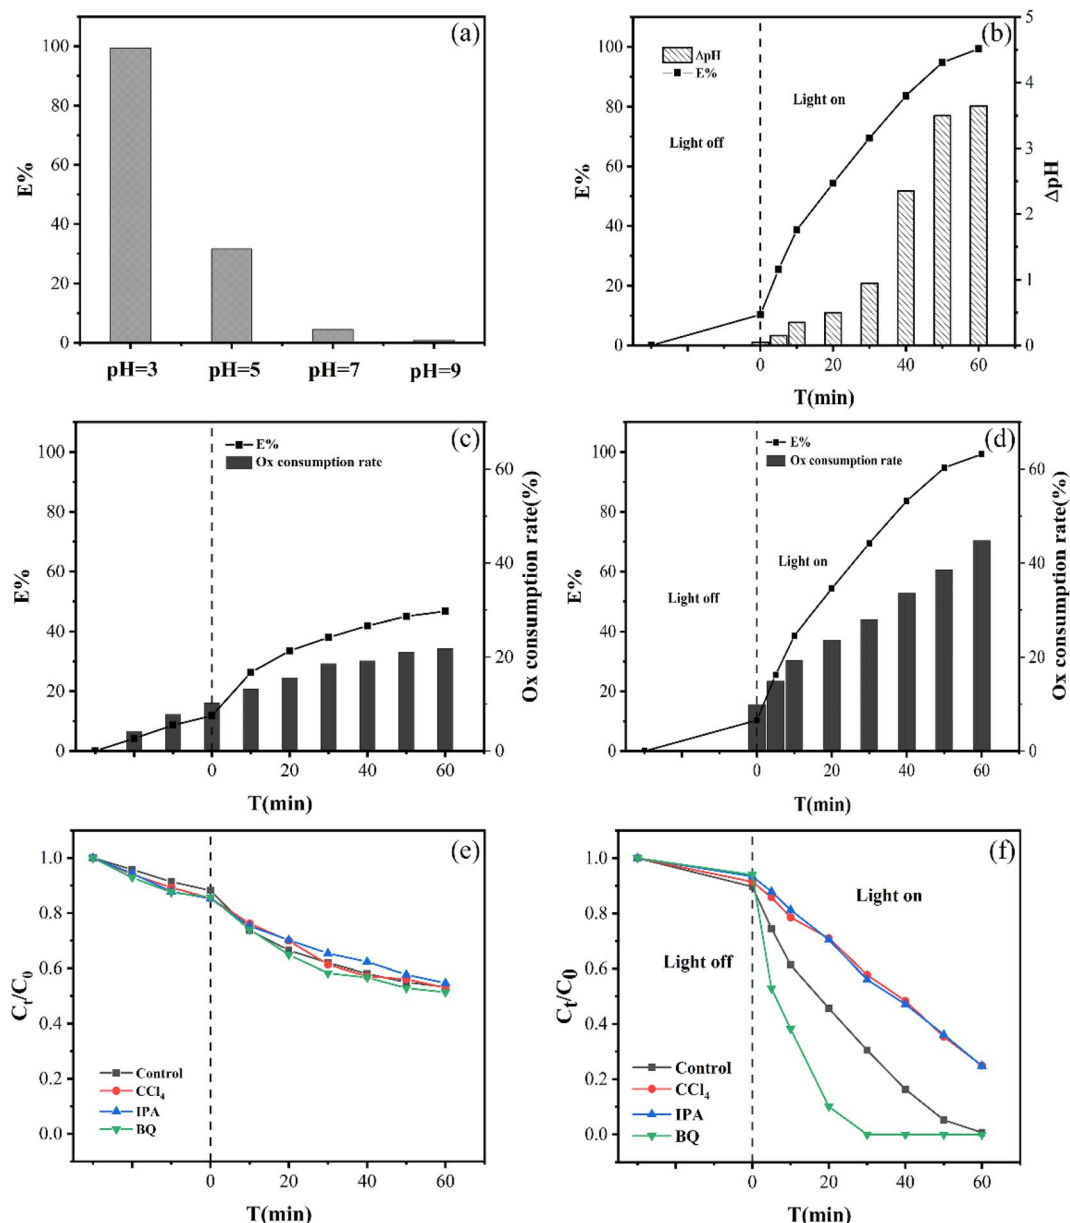 (a)
E%
100
80
60
40
20
0
pH=3 pH=5 pH=7 pH=9
(b)
E%
100
80
60
40
20
0
ΔpH
E%
Light on
Light off
5
4
3
2
1
0
ΔpH
0 20 40 60
T(min)
(c)
E%
100
80
60
40
20
0
E%
Ox consumption rate
60
40
20
0
Ox consumption rate(%)
0 20 40 60
T(min)
(d)
E%
100
80
60
40
20
0
E%
Ox consumption rate
Light on
Light off
60
40
20
0
Ox consumption rate(%)
0 20 40 60
T(min)
(e)
Ct/C0
1.0
0.8
0.6
0.4
0.2
0.0
Control
CCl4
IPA
BQ
0 20 40 60
T(min)
(f)
Ct/C0
1.0
0.8
0.6
0.4
0.2
0.0
Light on
Light off
Control
CCl4
IPA
BQ
0 20 40 60
T(min)